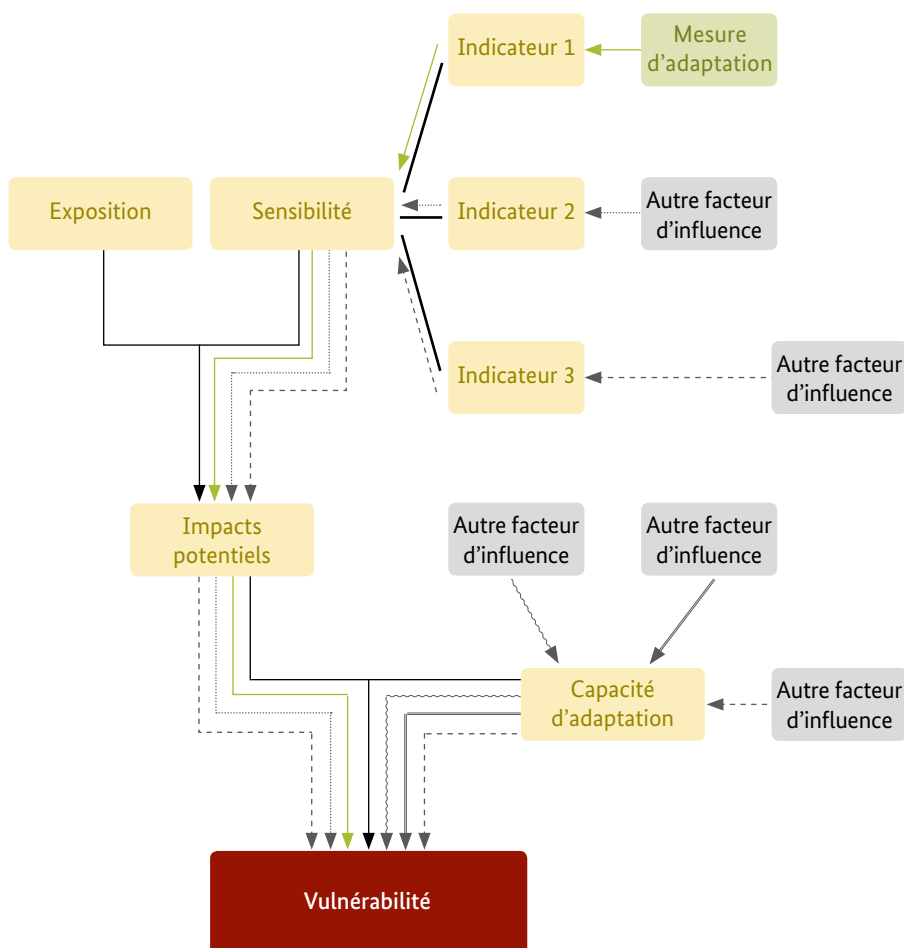 Indicateur 1
Mesure
d’adaptation
Exposition
Sensibilité
Indicateur 2
Autre facteur
d’influence
Indicateur 3
Autre facteur
d’influence
Impacts
potentiels
Autre facteur
d’influence
Autre facteur
d’influence
Capacité
d’adaptation
Autre facteur
d’influence
Vulnérabilité